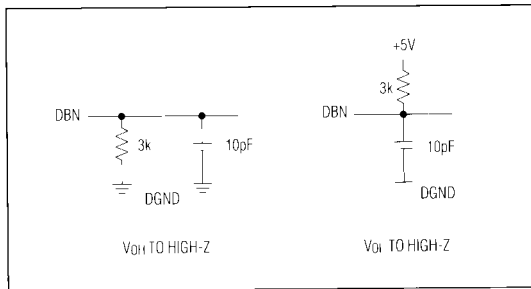 DBN
3k
10pF
DGND
VOH TO HIGH-Z
+5V
3k
DBN
10pF
DGND
VOL TO HIGH-Z